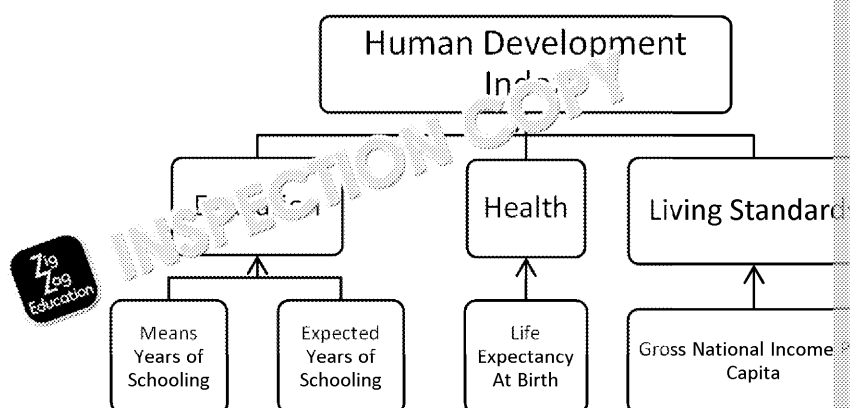 Human Development
INSPECTION COPY
Health
Living Standard
Zig
Zag
Education
Means
Years of
Schooling
Expected
Years of
Schooling
Life
Expectancy
At Birth
Gross National Income
Capita